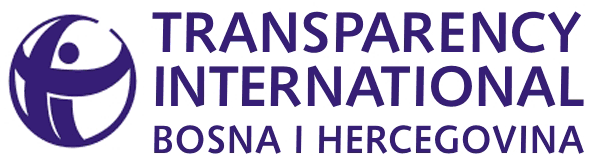 TRANSPARENCY
INTERNATIONAL
BOSNA I HERCEGOVINA